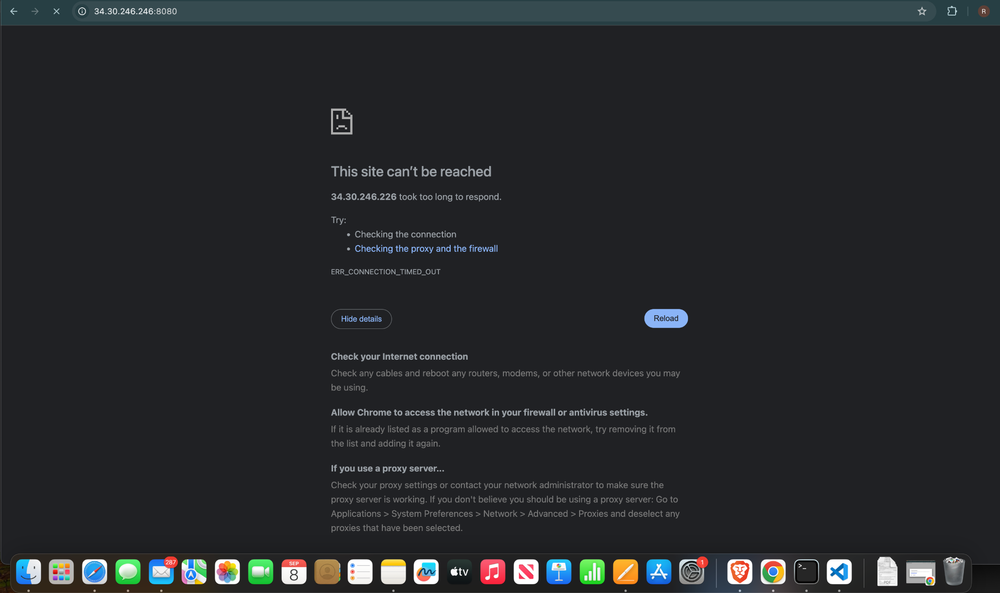 34.30.246.246:8080
R
This site can’t be reached
34.30.246.226 took too long to respond.
Try:
• Checking the connection
• Checking the proxy and the firewall
ERR_CONNECTION_TIMED_OUT
Hide details
Reload
Check your Internet connection
Check any cables and reboot any routers, modems, or other network devices you may
be using.
Allow Chrome to access the network in your firewall or antivirus settings.
If it is already listed as a program allowed to access the network, try removing it from
the list and adding it again.
If you use a proxy server...
Check your proxy settings or contact your network administrator to make sure the
proxy server is working. If you don't believe you should be using a proxy server: Go to
Applications > System Preferences > Network > Advanced > Proxies and deselect any
proxies that have been selected.
287
SEP
8
tv
1
>_
PDF